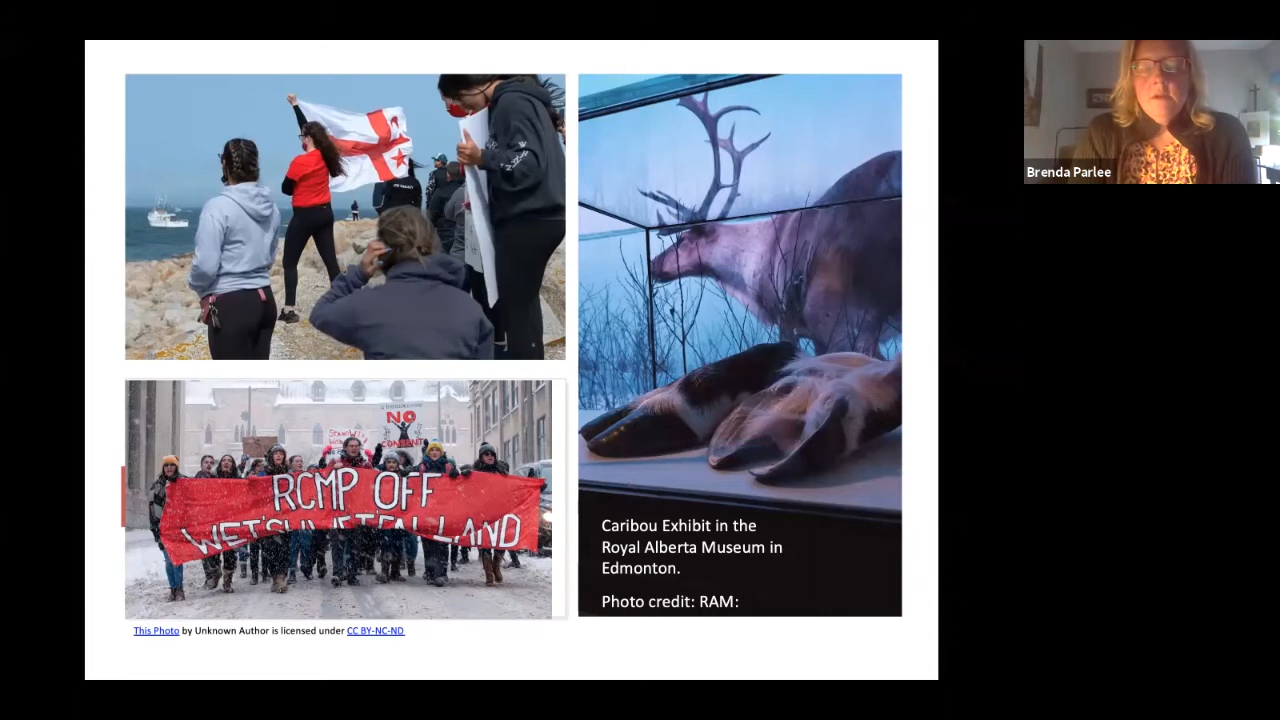 NO
CONSENT
RCMP OFF
WET'SUWET'EN LAND
This Photo by Unknown Author is licensed under CC BY-NC-ND
Caribou Exhibit in the
Royal Alberta Museum in
Edmonton.
Photo credit: RAM:
Brenda Parlee